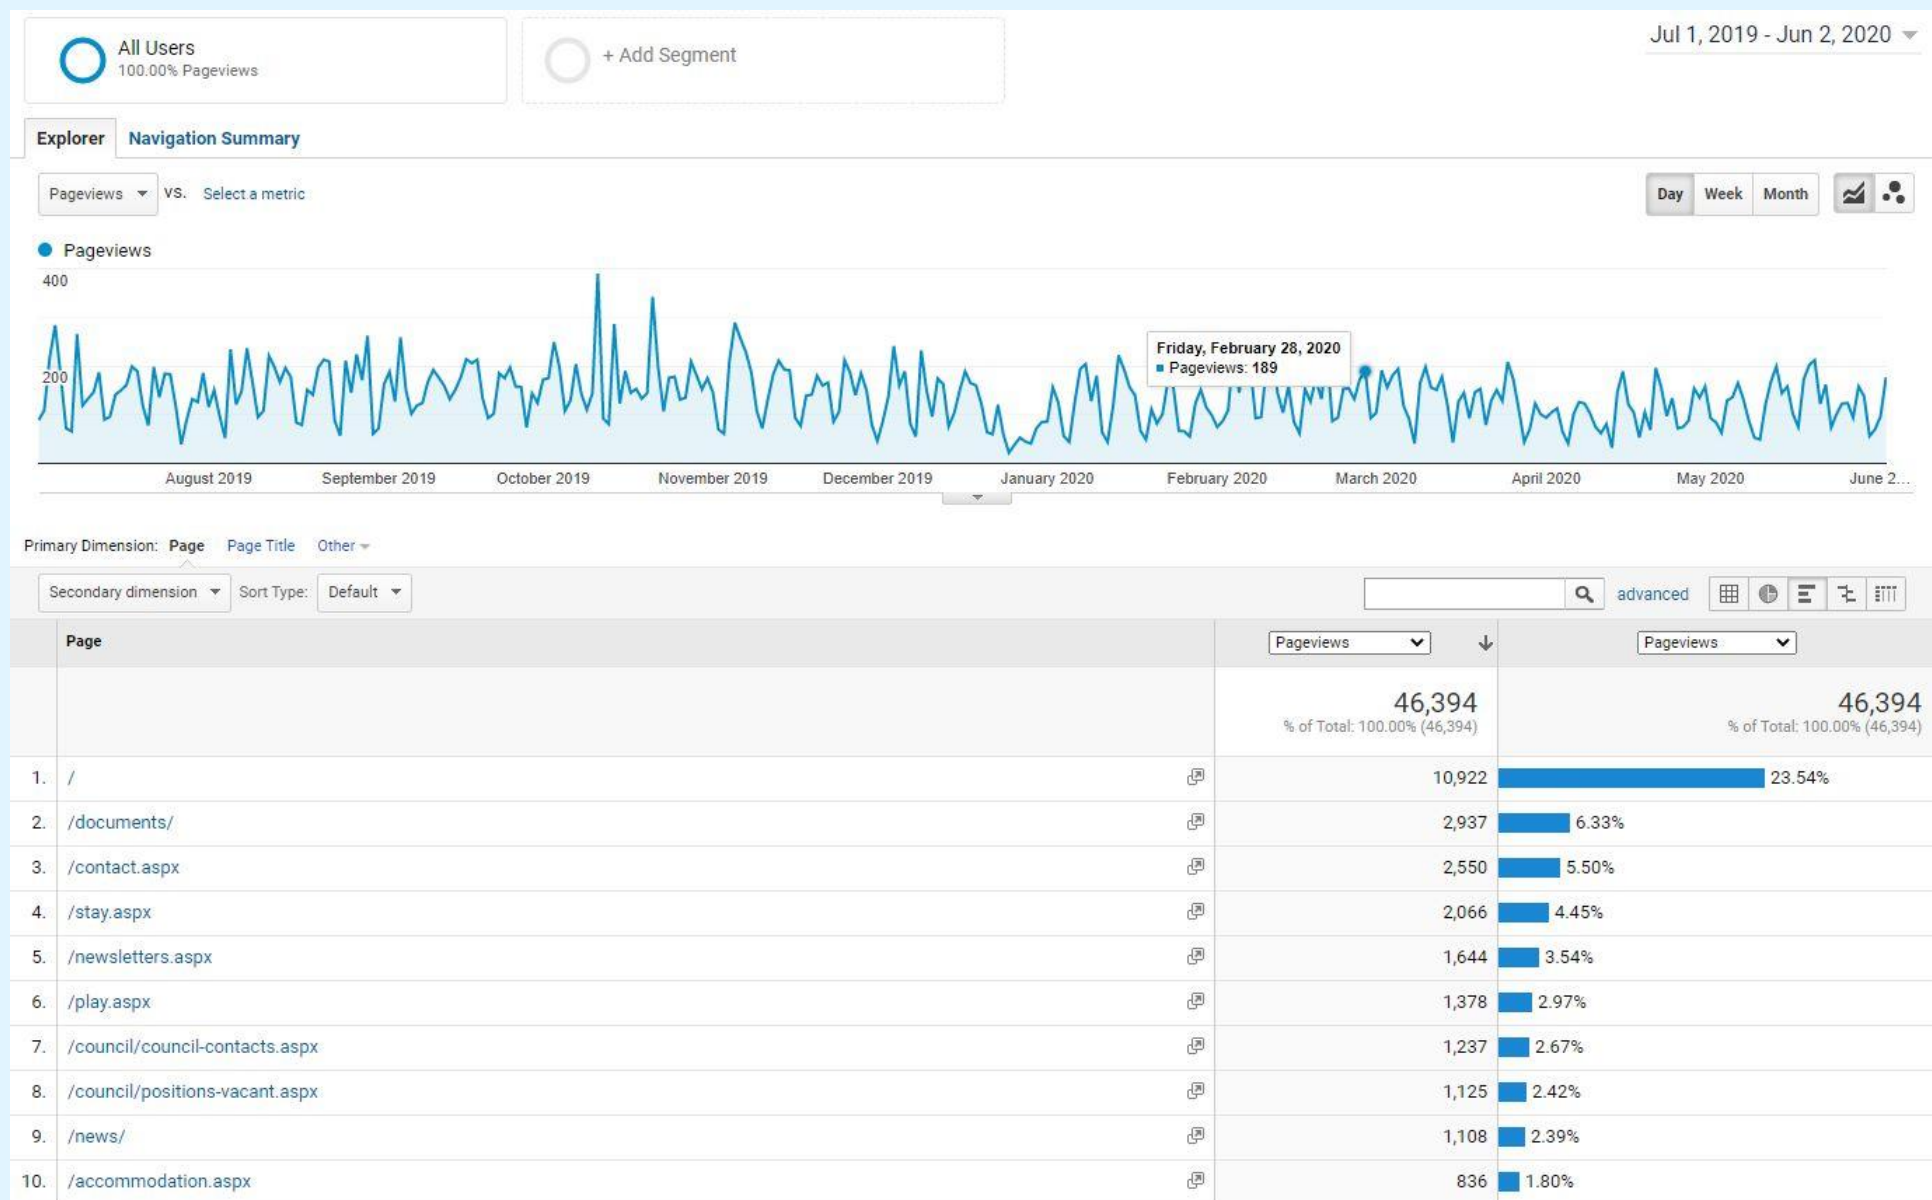 All Users
100.00% Pageviews
+ Add Segment
Jul 1, 2019 - Jun 2, 2020
Explorer Navigation Summary
Pageviews VS. Select a metric
Day Week Month
Pageviews
400
200
Friday, February 28, 2020
Pageviews: 189
August 2019 September 2019 October 2019 November 2019 December 2019 January 2020 February 2020 March 2020 April 2020 May 2020 June 2...
Primary Dimension: Page Page Title Other
Secondary dimension Sort Type: Default advanced
Page Pageviews Pageviews
46,394 46,394
% of Total: 100.00% (46,394) % of Total: 100.00% (46,394)
1. / 10,922 23.54%
2. /documents/ 2,937 6.33%
3. /contact.aspx 2,550 5.50%
4. /stay.aspx 2,066 4.45%
5. /newsletters.aspx 1,644 3.54%
6. /play.aspx 1,378 2.97%
7. /council/council-contacts.aspx 1,237 2.67%
8. /council/positions-vacant.aspx 1,125 2.42%
9. /news/ 1,108 2.39%
10. /accommodation.aspx 836 1.80%